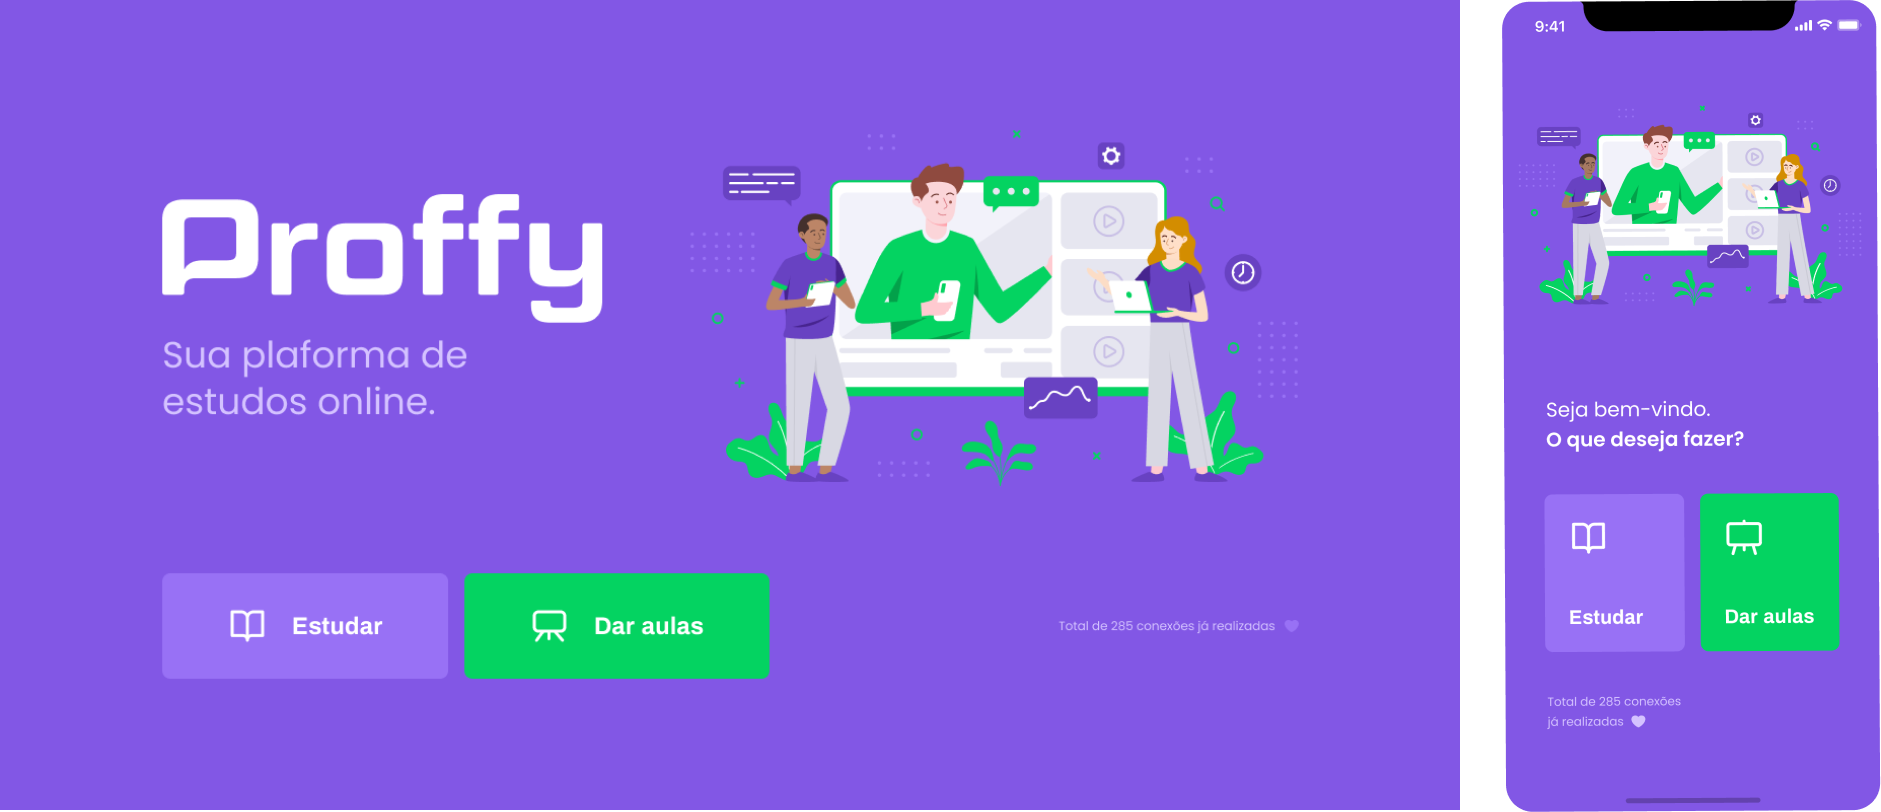 Proffy
Sua plaforma de
estudos online.
Estudar
Dar aulas
Total de 285 conexões já realizadas
9:41
Seja bem-vindo.
O que deseja fazer?
Estudar
Dar aulas
Total de 285 conexões
já realizadas